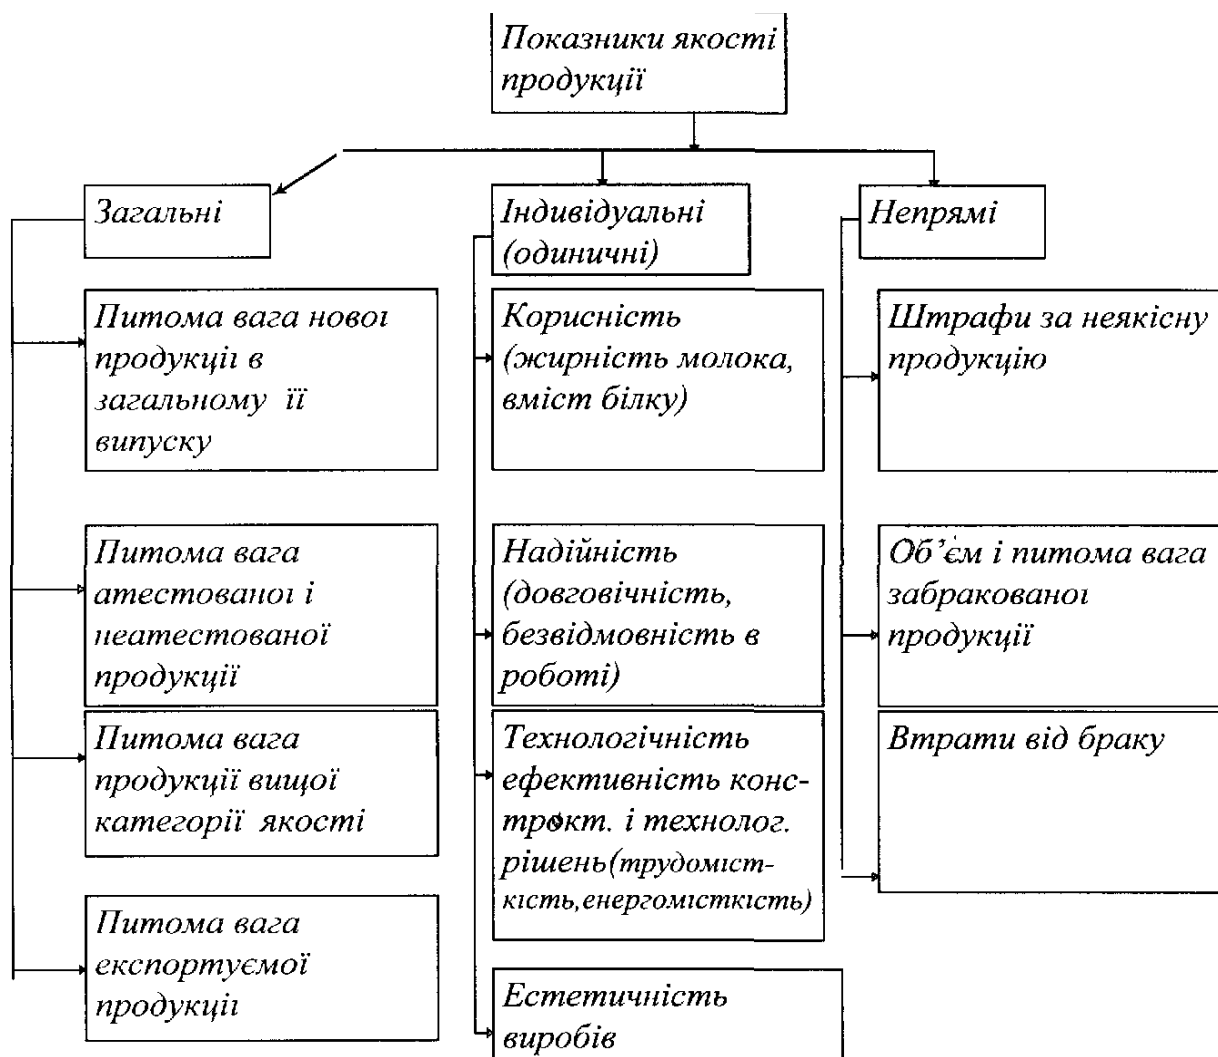 Показники якості
продукції
Загальні
Питома вага нової
продукції в
загальному її
випуску
Питома вага
атестованої і
неатестованої
продукції
Питома вага
продукції вищої
категорії якості
Питома вага
експортуємої
продукції
Індивідуальні
(одиничні)
Корисність
(жирність молока,
вміст білку)
Надійність
(довговічність,
безвідмовність в
роботі)
Технологічність
ефективність конс-
трокт. і технолог.
рішень(трудоміст-
кість,енергомісткість)
Естетичність
виробів
Непрямі
Штрафи за неякісну
продукцію
Об’єм і питома вага
забракованої
продукції
Втрати від браку